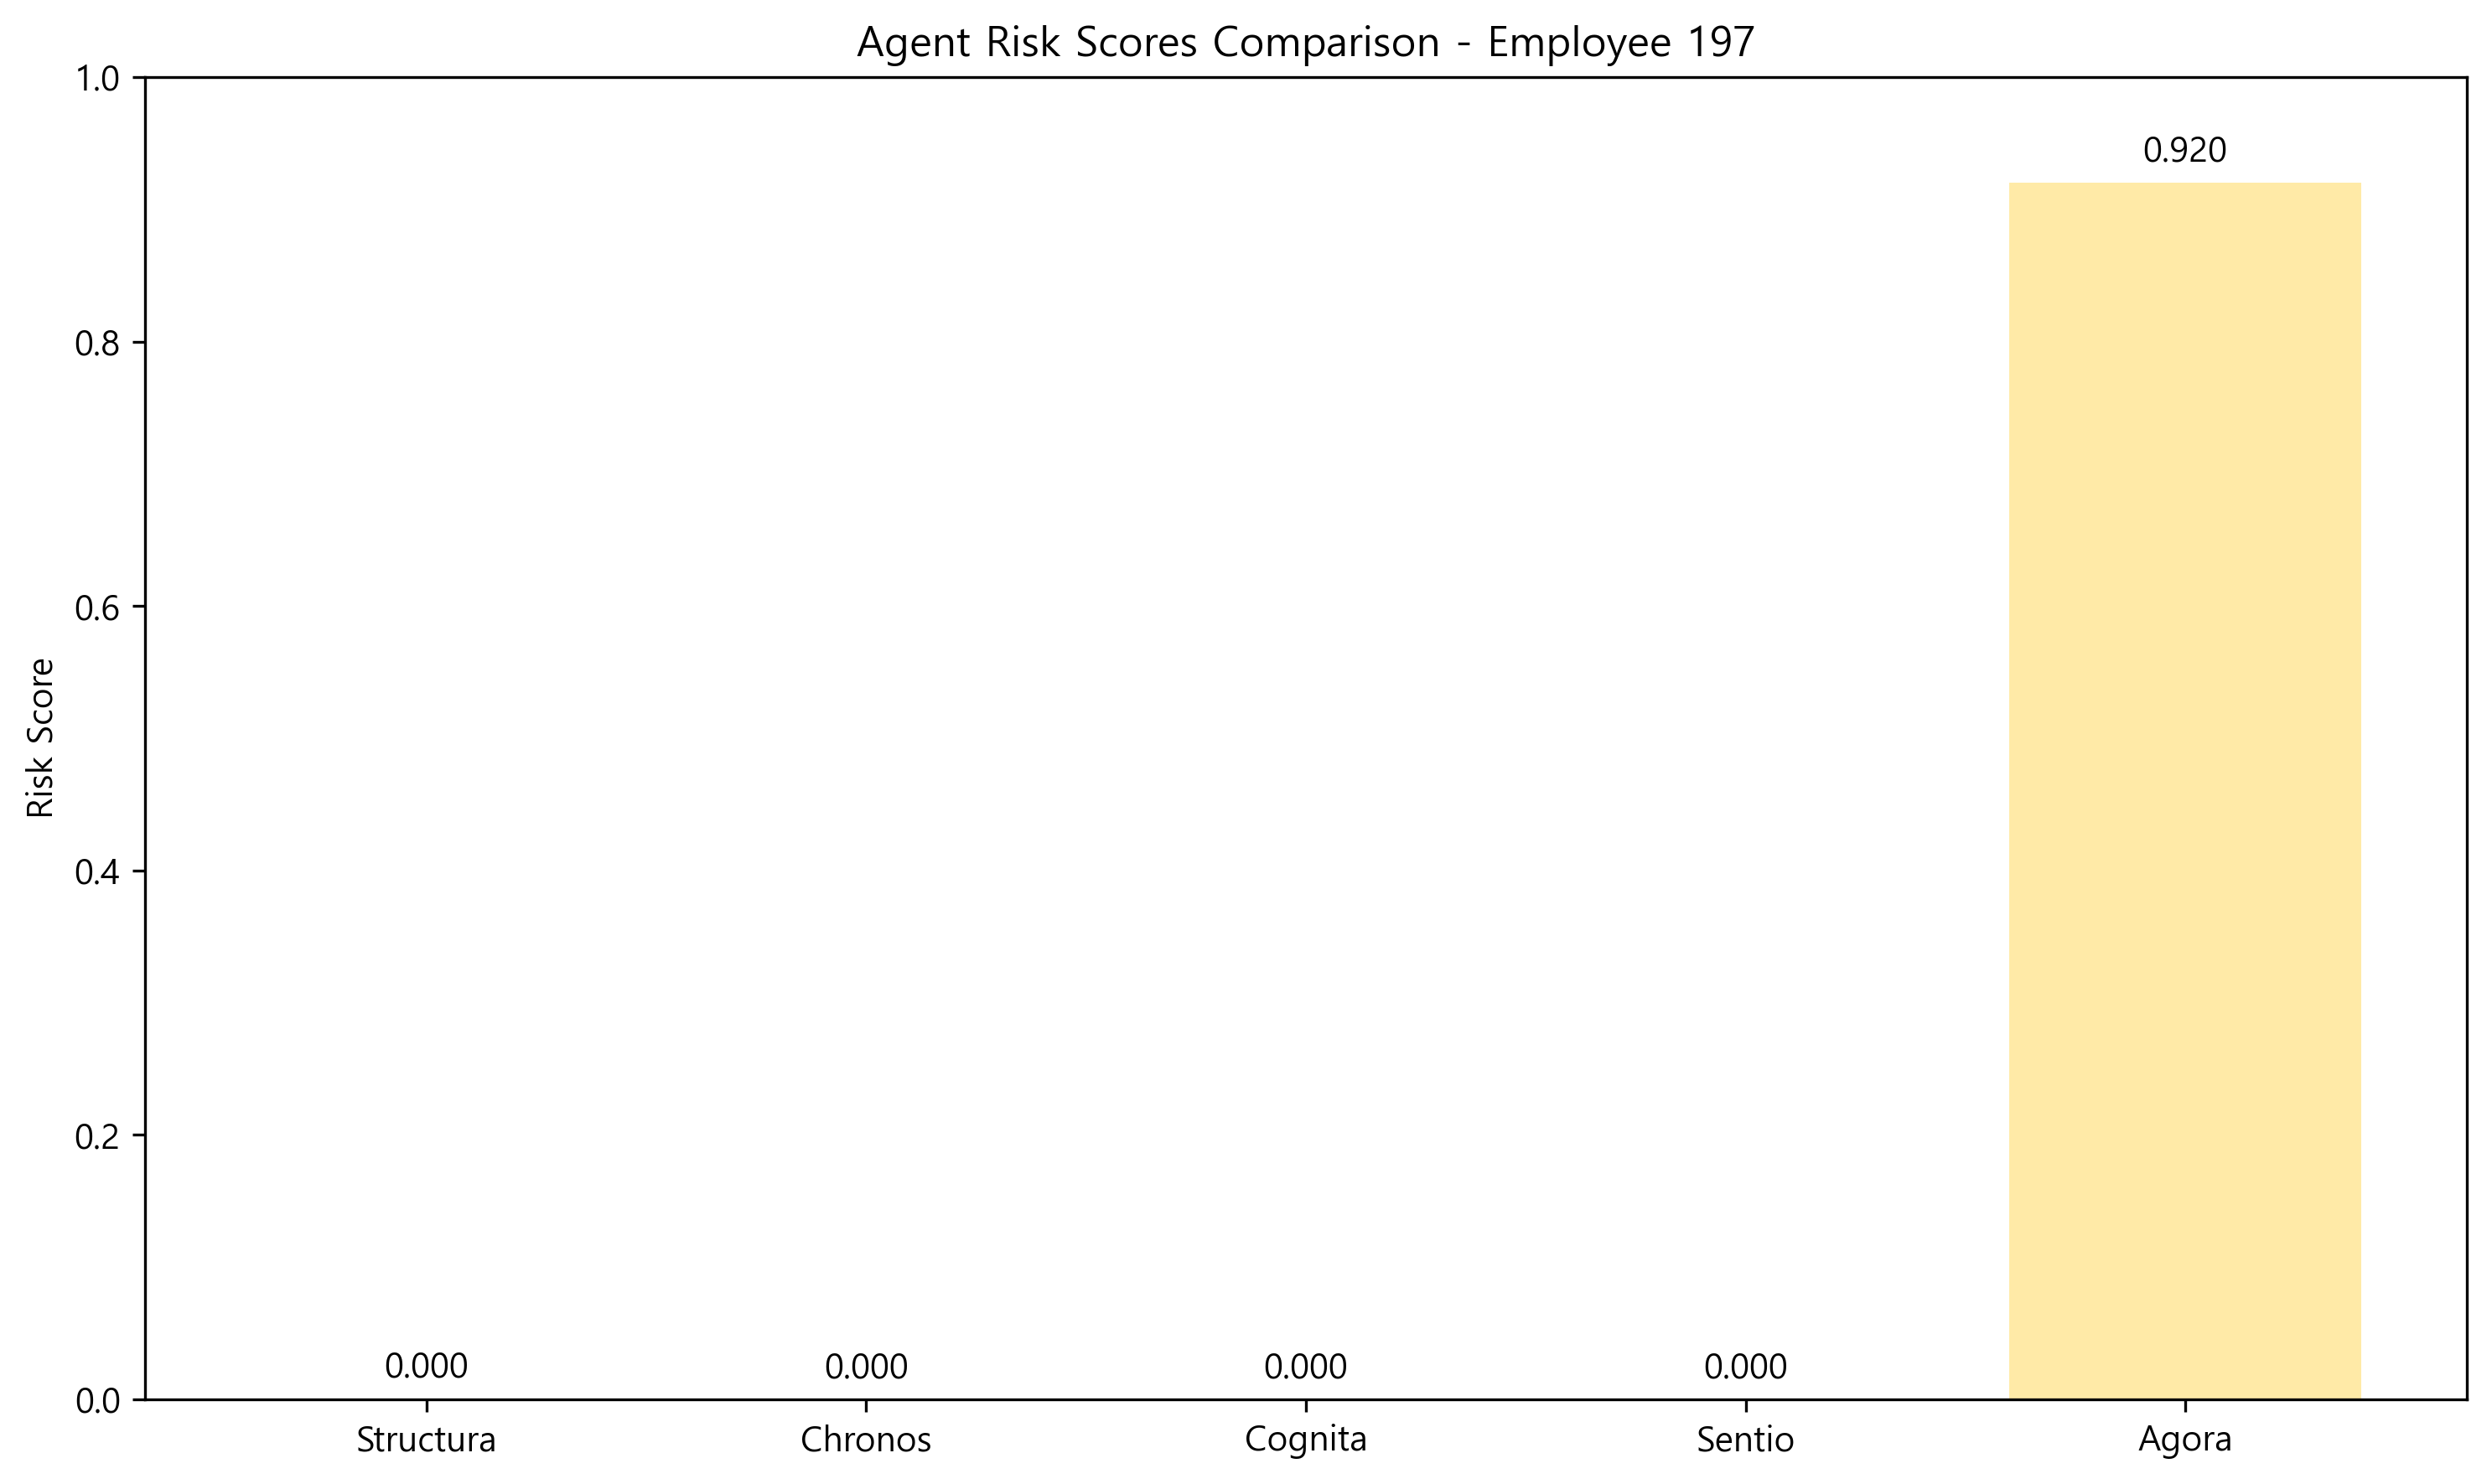 Agent Risk Scores Comparison - Employee 197
1.0
0.8
0.6
0.4
0.2
0.0
Risk Score
0.920
0.000 0.000 0.000 0.000
Structura Chronos Cognita Sentio Agora